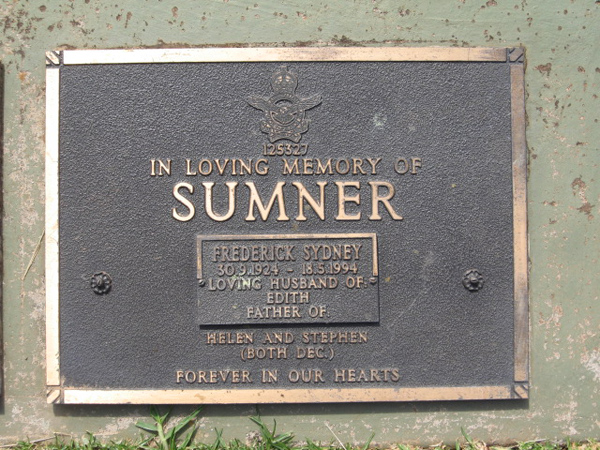 125327
IN LOVING MEMORY OF
SUMNER
FREDERICK SYDNEY
30.9.1924 - 18.5.1994
LOVING HUSBAND OF
EDITH
FATHER OF
HELEN AND STEPHEN
(BOTH DEC.)
FOREVER IN OUR HEARTS